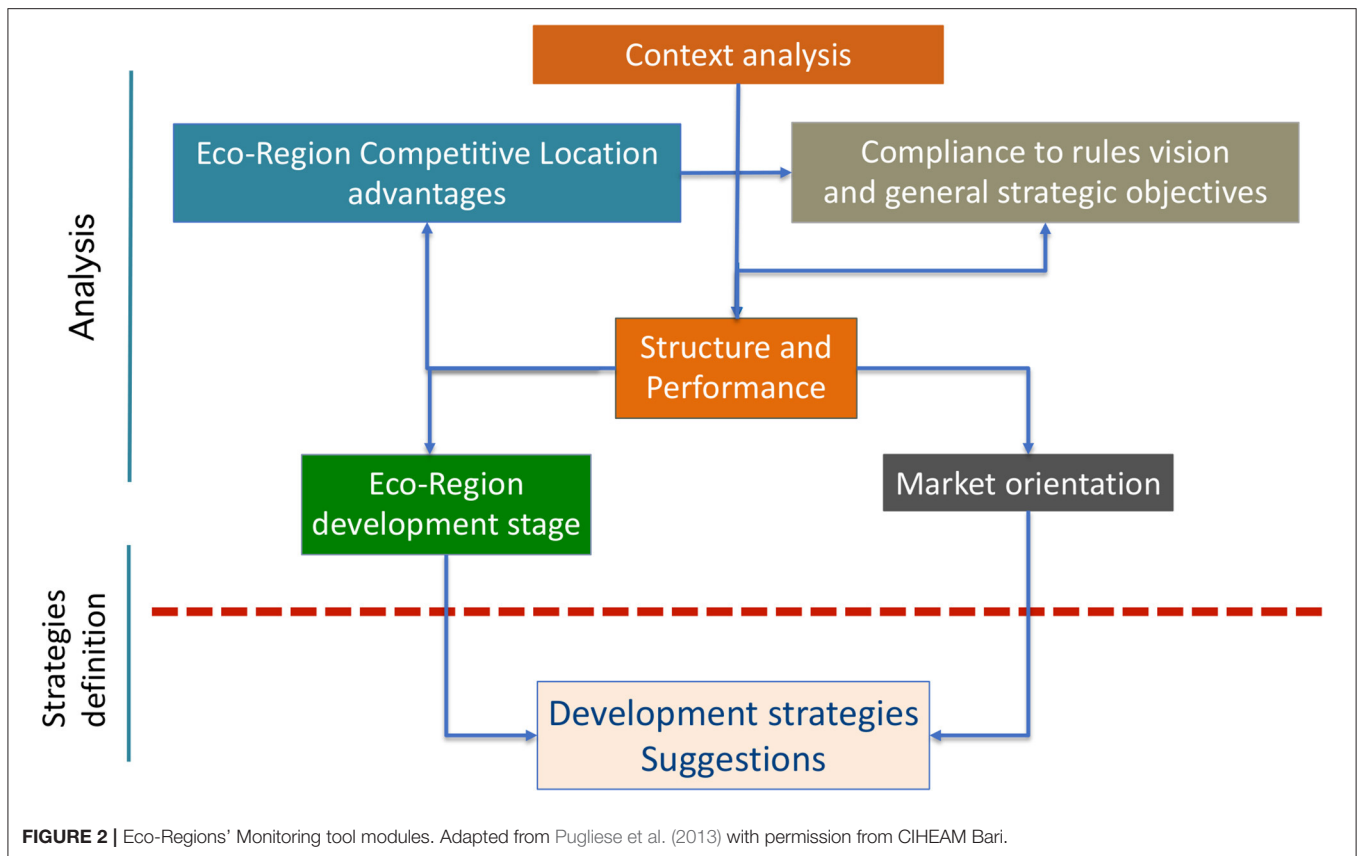 Context analysis
Eco-Region Competitive Location
advantages
Compliance to rules vision
and general strategic objectives
Analysis
Structure and
Performance
Eco-Region
development stage
Market orientation
Strategies
definition
Development strategies
Suggestions
FIGURE 2 | Eco-Regions' Monitoring tool modules. Adapted from Pugliese et al. (2013) with permission from CIHEAM Bari.